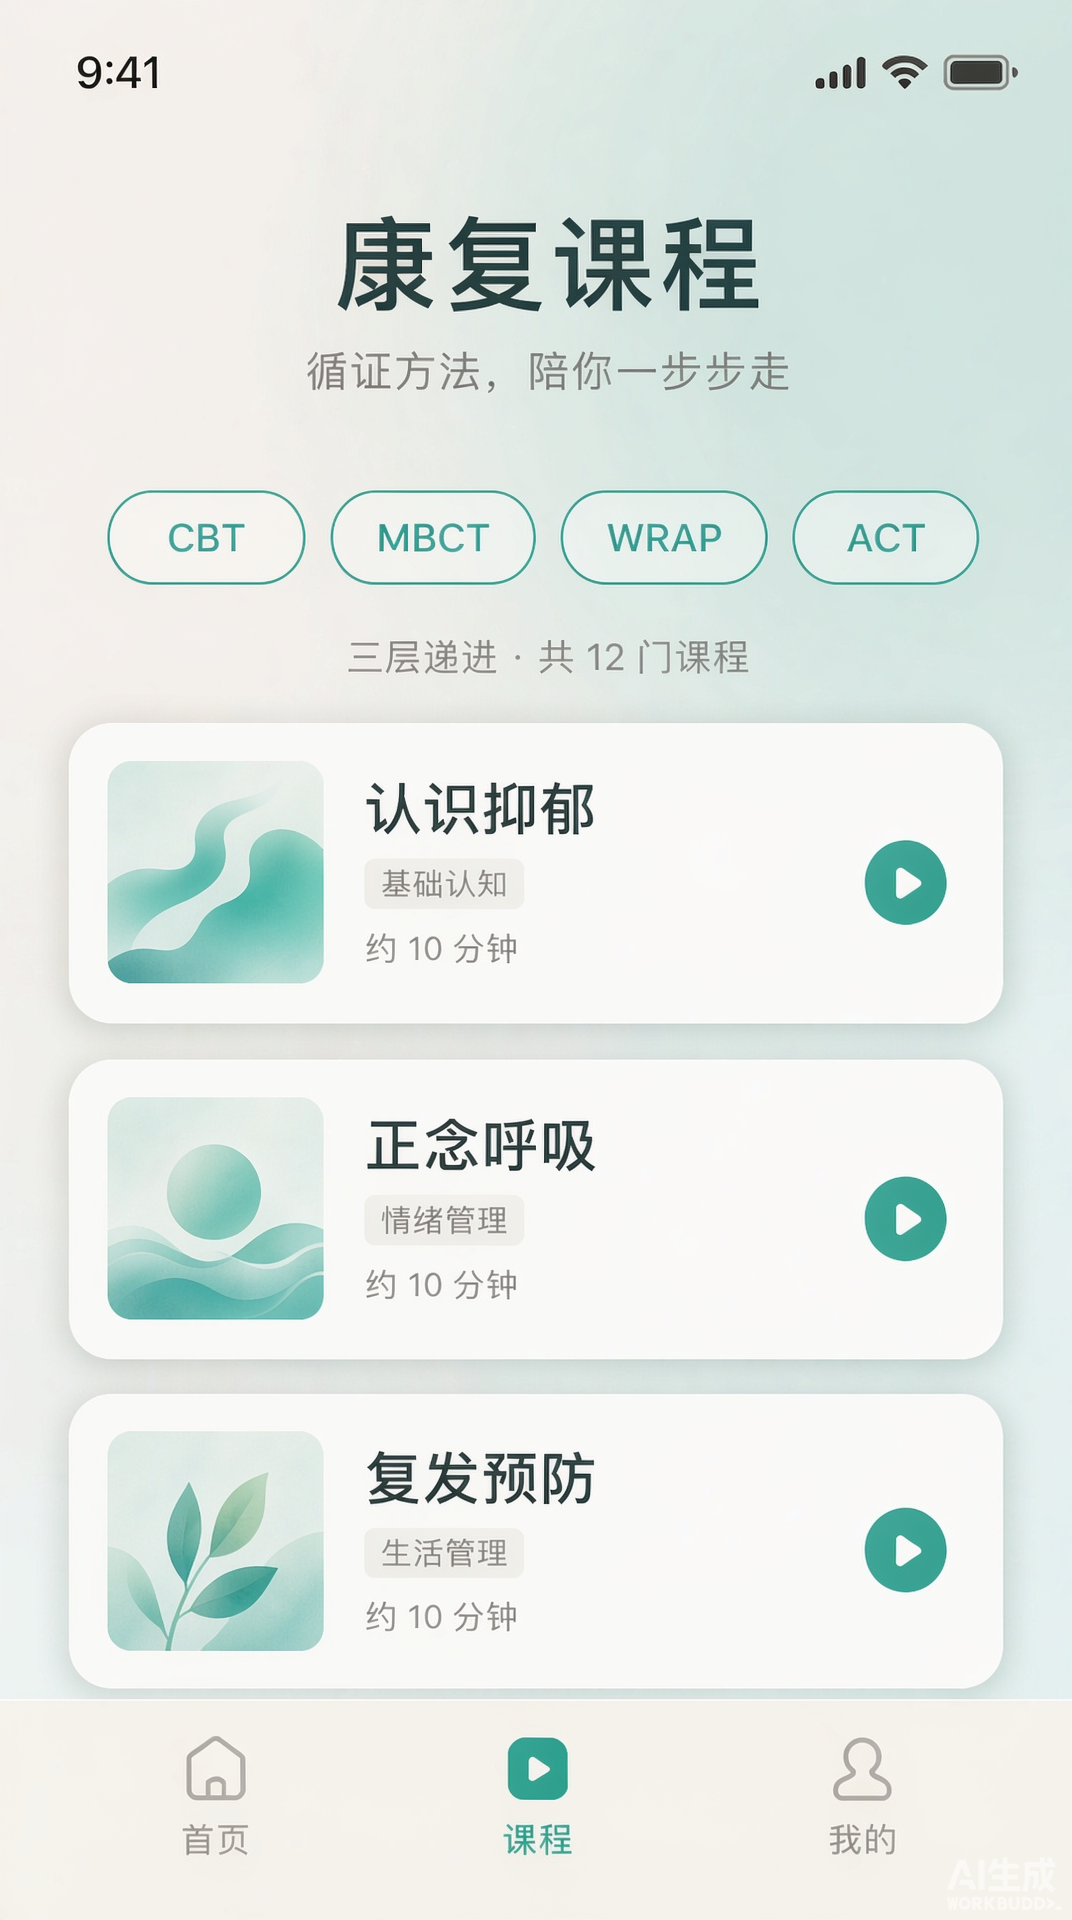 9:41
康复课程
循证方法，陪你一步步走
CBT
MBCT
WRAP
ACT
三层递进 · 共 12 门课程
认识抑郁
基础认知
约 10 分钟
正念呼吸
情绪管理
约 10 分钟
复发预防
生活管理
约 10 分钟
首页
课程
我的
AI生成